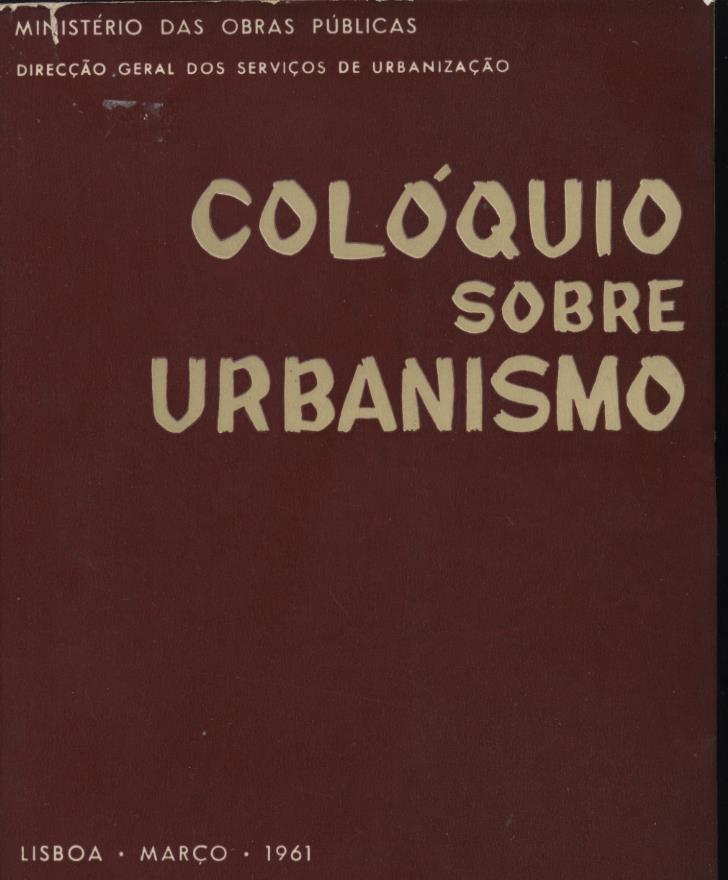 MINISTÉRIO DAS OBRAS PÚBLICAS
DIRECÇÃO GERAL DOS SERVIÇOS DE URBANIZAÇÃO
COLÓQUIO
SOBRE
URBANISMO
LISBOA • MARÇO • 1961